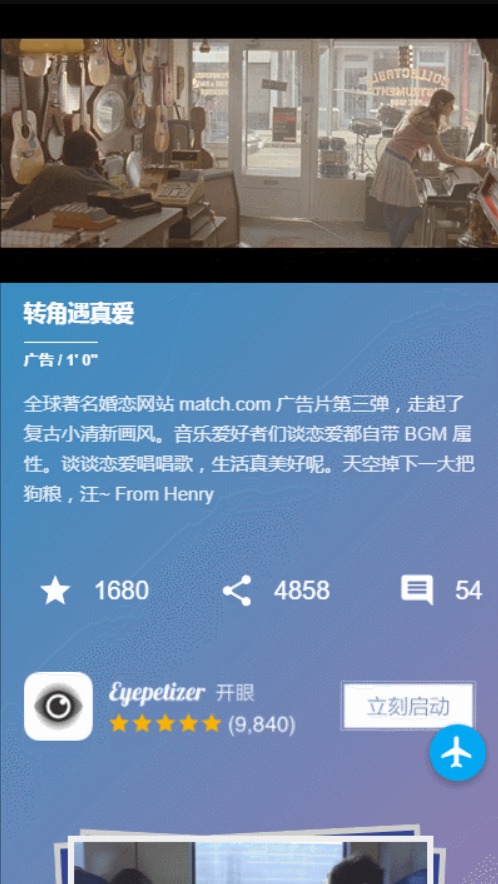 COLLECTABLE
INSTRUMENTS
转角遇真爱
广告 / 1' 0"
全球著名婚恋网站 match.com 广告片第三弹，走起了
复古小清新画风。音乐爱好者们谈恋爱都自带 BGM 属
性。谈谈恋爱唱唱歌，生活真美好呢。天空掉下一大把
狗粮，汪~ From Henry
1680
4858
54
Eyepetizer 开眼
(9,840)
立刻启动